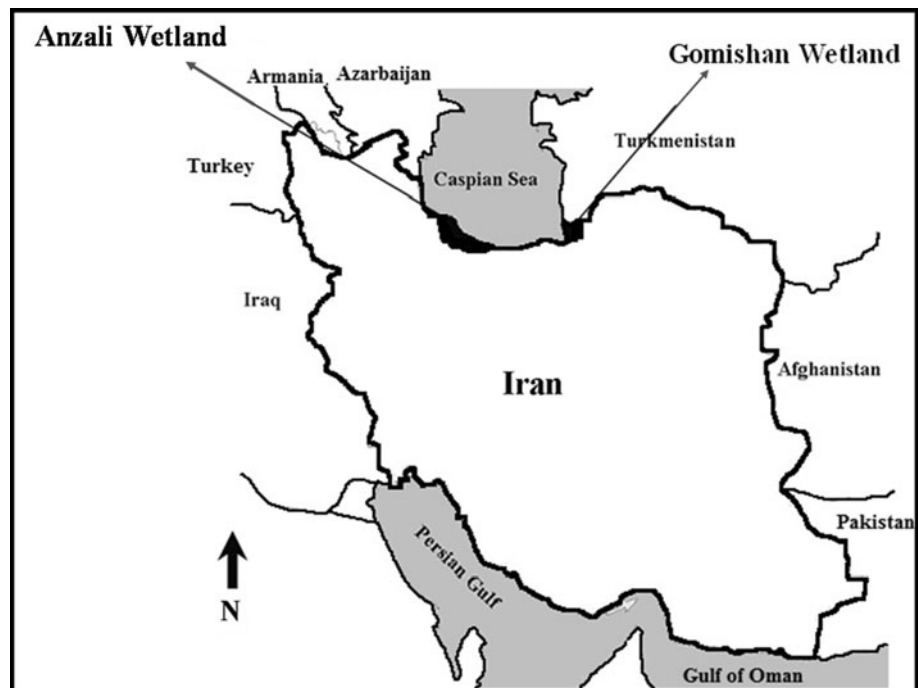 Anzali Wetland
Gomishan Wetland
Armania
Azarbaijan
Turkmenistan
Turkey
Caspian Sea
Iraq
Iran
Afghanistan
Pakistan
Persian Gulf
N
Gulf of Oman